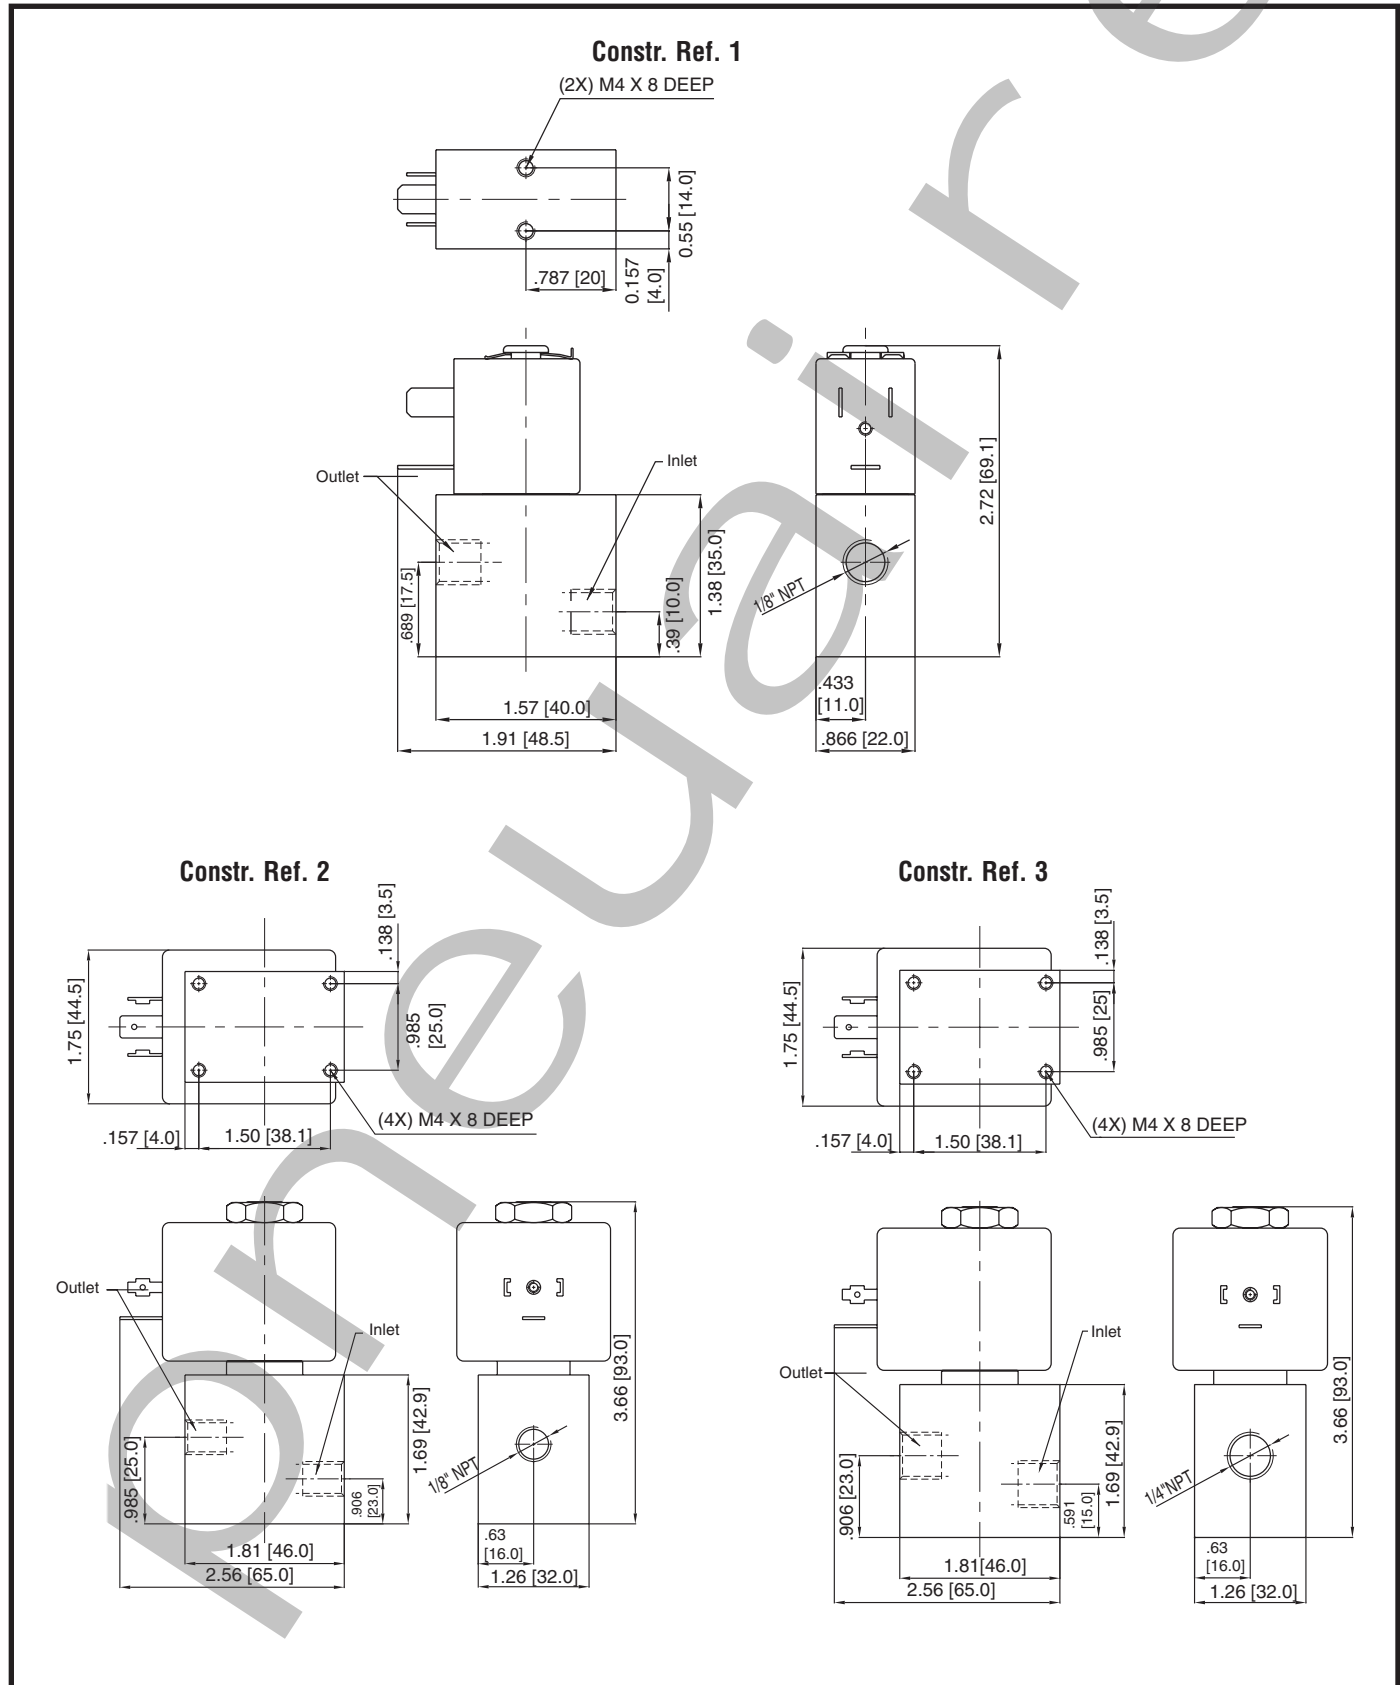 Constr. Ref. 1
(2X) M4 X 8 DEEP
0.55 [14.0]
.787 [20]
0.157
[4.0]
Outlet
Inlet
2.72 [69.1]
1.38 [35.0]
.689 [17.5]
.39 [10.0]
1/8" NPT
.433
[11.0]
1.57 [40.0]
1.91 [48.5]
.866 [22.0]
Constr. Ref. 2
.138 [3.5]
1.75 [44.5]
.985
[25.0]
(4X) M4 X 8 DEEP
.157 [4.0]
1.50 [38.1]
Outlet
Inlet
3.66 [93.0]
1.69 [42.9]
.985 [25.0]
.906
[23.0]
1/8" NPT
.63
[16.0]
1.81 [46.0]
2.56 [65.0]
1.26 [32.0]
Constr. Ref. 3
.138 [3.5]
1.75 [44.5]
.985 [25]
(4X) M4 X 8 DEEP
.157 [4.0]
1.50 [38.1]
Inlet
Outlet
3.66 [93.0]
1.69 [42.9]
.906 [23.0]
.591
[15.0]
1/4"NPT
.63
[16.0]
1.81[46.0]
2.56 [65.0]
1.26 [32.0]
pneuaire